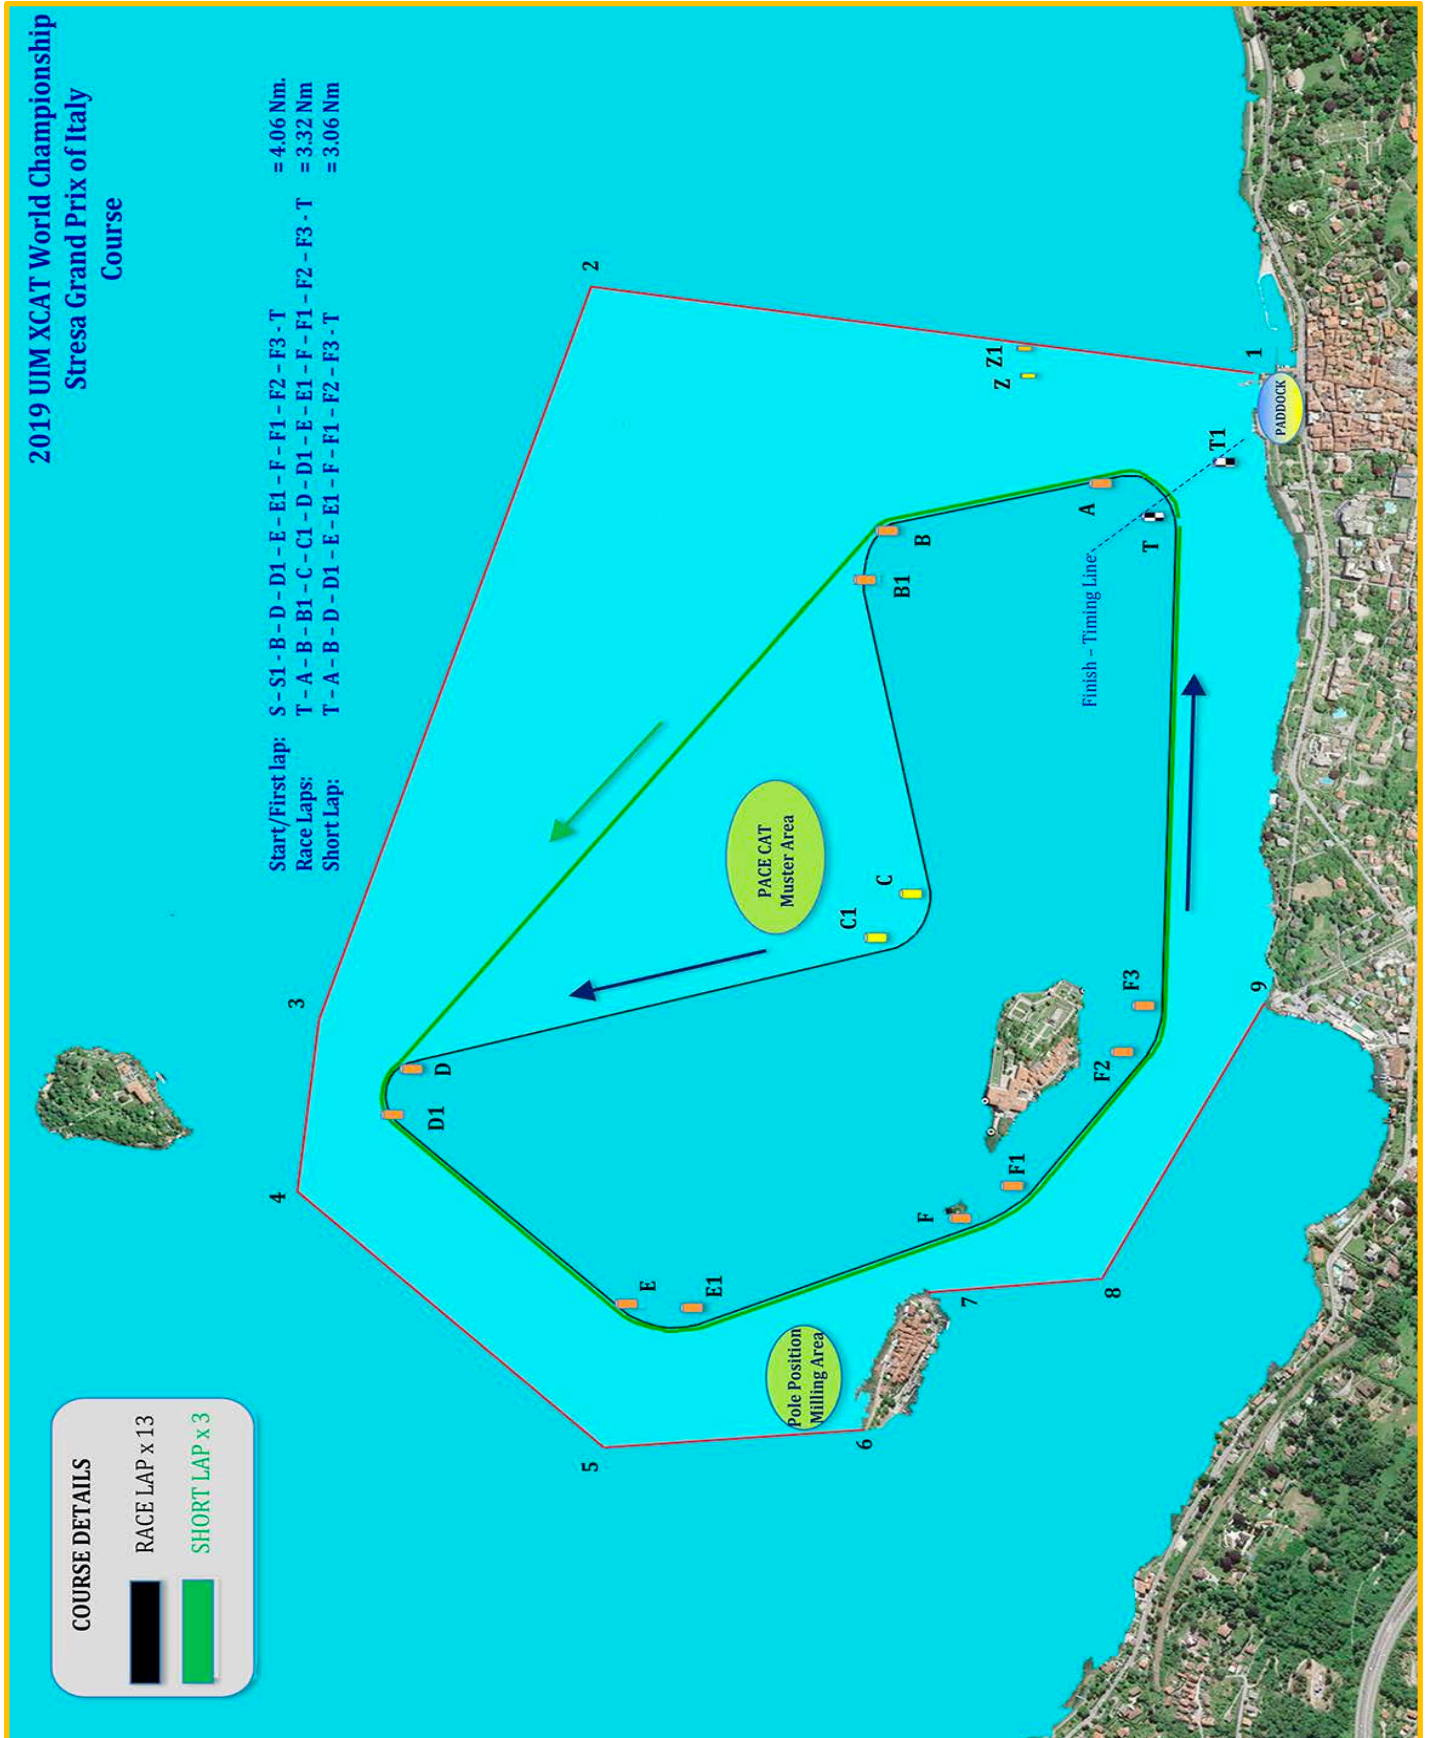 2019 UIM XCAT World Championship
Stresa Grand Prix of Italy
Course
Start/First lap: S – S1 - B – D – D1 – E – E1 – F – F1 – F2 – F3 - T = 4.06 Nm.
Race Laps: T – A – B – B1 – C – C1 – D – D1 – E – E1 – F – F1 – F2 – F3 - T = 3.32 Nm
Short Lap: T – A – B – D – D1 – E – E1 – F – F1 – F2 – F3 - T = 3.06 Nm
COURSE DETAILS
RACE LAP x 13
SHORT LAP x 3
4
3
2
5
D1
D
E
E1
Pole Position
Milling Area
PACE CAT
Muster Area
6
C1
C
B1
B
F
7
F1
Z
Z1
A
Finish – Timing Line
F2
F3
8
T
T1
9
1
PADDOCK